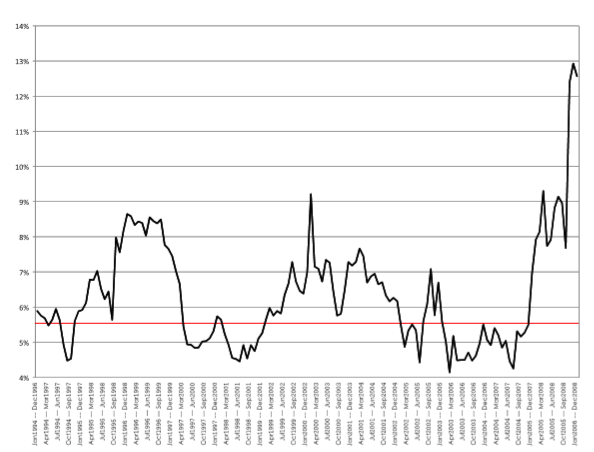 14%
13%
12%
11%
10%
9%
8%
7%
6%
5%
4%
Jan1994 — Dec1996
Apr1994 — Mar1997
Jul1994 — Jun1997
Oct1994 — Sep1997
Jan1995 — Dec1997
Apr1995 — Mar1998
Jul1995 — Jun1998
Oct1995 — Sep1998
Jan1996 — Dec1998
Apr1996 — Mar1999
Jul1996 — Jun1999
Oct1996 — Sep1999
Jan1997 — Dec1999
Apr1997 — Mar2000
Jul1997 — Jun2000
Oct1997 — Sep2000
Jan1998 — Dec2000
Apr1998 — Mar2001
Jul1998 — Jun2001
Oct1998 — Sep2001
Jan1999 — Dec2001
Apr1999 — Mar2002
Jul1999 — Jun2002
Oct1999 — Sep2002
Jan2000 — Dec2002
Apr2000 — Mar2003
Jul2000 — Jun2003
Oct2000 — Sep2003
Jan2001 — Dec2003
Apr2001 — Mar2004
Jul2001 — Jun2004
Oct2001 — Sep2004
Jan2002 — Dec2004
Apr2002 — Mar2005
Jul2002 — Jun2005
Oct2002 — Sep2005
Jan2003 — Dec2005
Apr2003 — Mar2006
Jul2003 — Jun2006
Oct2003 — Sep2006
Jan2004 — Dec2006
Apr2004 — Mar2007
Jul2004 — Jun2007
Oct2004 — Sep2007
Jan2005 — Dec2007
Apr2005 — Mar2008
Jul2005 — Jun2008
Oct2005 — Sep2008
Jan2006 — Dec2008